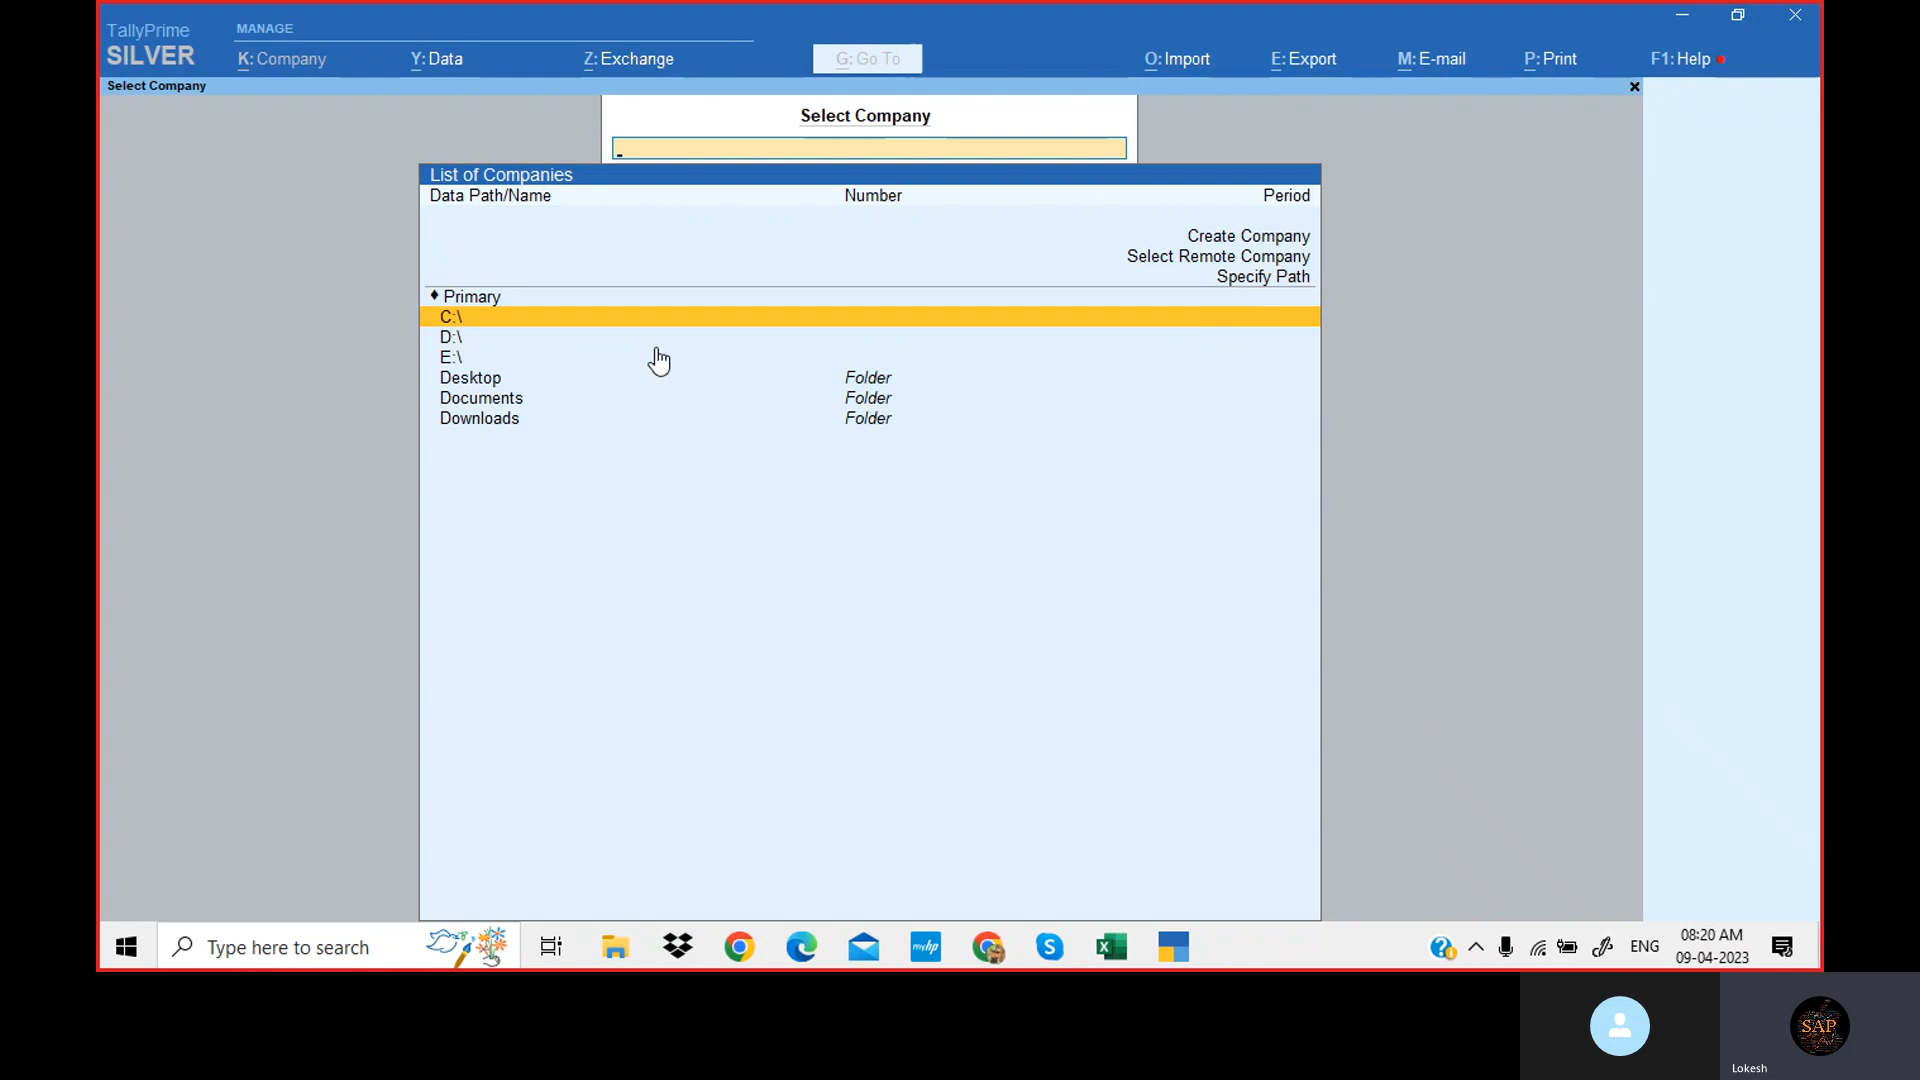 TallyPrime
SILVER
MANAGE
K: Company
Y: Data
Z: Exchange
G: Go To
O: Import
E: Export
M: E-mail
P: Print
F1: Help
Select Company
Select Company
List of Companies
Data Path/Name Number Period
Create Company
Select Remote Company
Specify Path
♦ Primary
C:\
D:\
E:\
Desktop Folder
Documents Folder
Downloads Folder
Type here to search
myhp
ENG
08:20 AM
09-04-2023
SAP
Lokesh